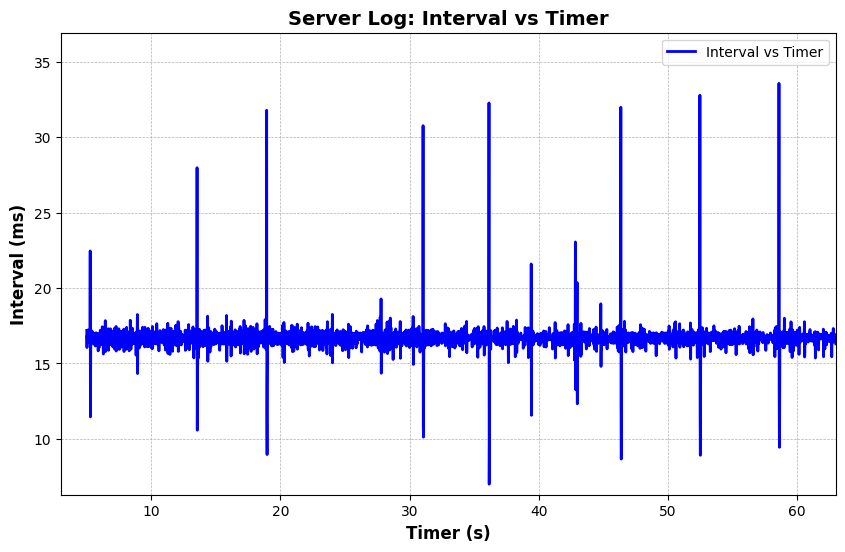 Server Log: Interval vs Timer
Interval vs Timer
35
30
25
20
15
10
Interval (ms)
10 20 30 40 50 60
Timer (s)